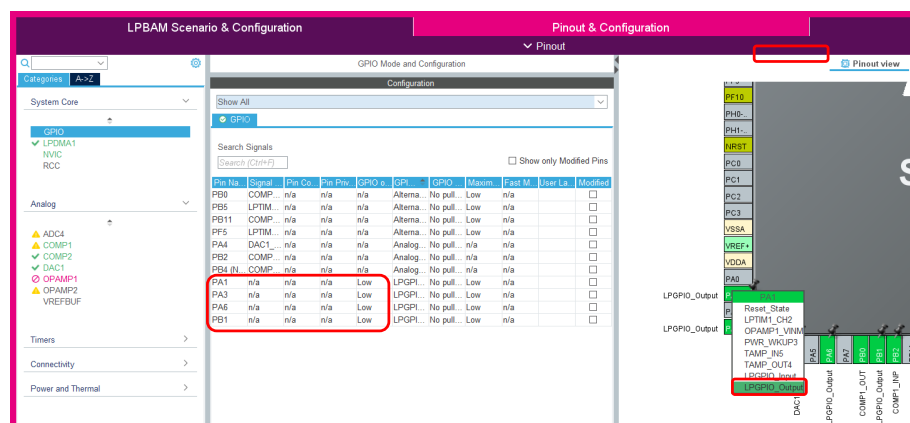 LPBAM Scenario & Configuration
Pinout & Configuration
Pinout
Categories A->Z
System Core
GPIO
LPDMA1
NVIC
RCC
Analog
ADC4
COMP1
COMP2
DAC1
OPAMP1
OPAMP2
VREFBUF
Timers
Connectivity
Power and Thermal
GPIO Mode and Configuration
Configuration
Show All
GPIO
Search Signals
Search (Ctrl+F)
Show only Modified Pins
Pin Na... Signal ... Pin Co... Pin Priv... GPIO o... GPI... GPIO ... Maxim... Fast M... User La... Modified
PB0 COMP... n/a n/a n/a Alterna... No pull... Low n/a
PB5 LPTIM... n/a n/a n/a Alterna... No pull... Low n/a
PB11 COMP... n/a n/a n/a Alterna... No pull... Low n/a
PF5 LPTIM... n/a n/a n/a Alterna... No pull... Low n/a
PA4 DAC1_... n/a n/a n/a Analog... No pull... n/a n/a
PB2 COMP... n/a n/a n/a Analog... No pull... Low n/a
PB4 (N... COMP... n/a n/a n/a Analog... No pull... Low n/a
PA1 n/a n/a n/a Low LPGPI... No pull... Low n/a
PA3 n/a n/a n/a Low LPGPI... No pull... Low n/a
PA6 n/a n/a n/a Low LPGPI... No pull... Low n/a
PB1 n/a n/a n/a Low LPGPI... No pull... Low n/a
Pinout view
PF10
PH0-..
PH1-..
NRST
PC0
PC1
PC2
PC3
VSSA
VREF+
VDDA
PA0
LPGPIO_Output
PA1
Reset_State
LPTIM1_CH2
OPAMP1_VINM
PWR_WKUP3
TAMP_IN5
TAMP_OUT4
LPGPIO_Input
LPGPIO_Output
LPGPIO_Output
PA5
PA6
PA7
PB0
PB1
PB2
COMP1_OUT
COMP1_INP